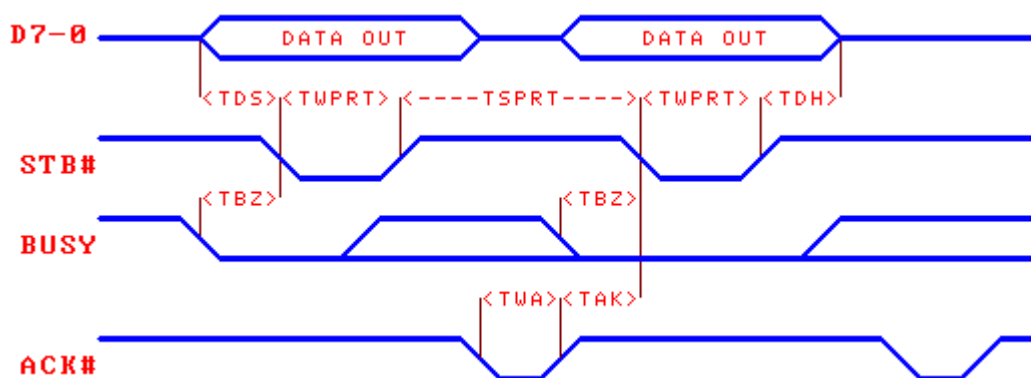 D7-0 DATA OUT DATA OUT
<TDS><TWPRT><----TSPRT----><TWPRT><TDH>
STB#
<TBZ> <TBZ>
BUSY
<TWA><TAK>
ACK#